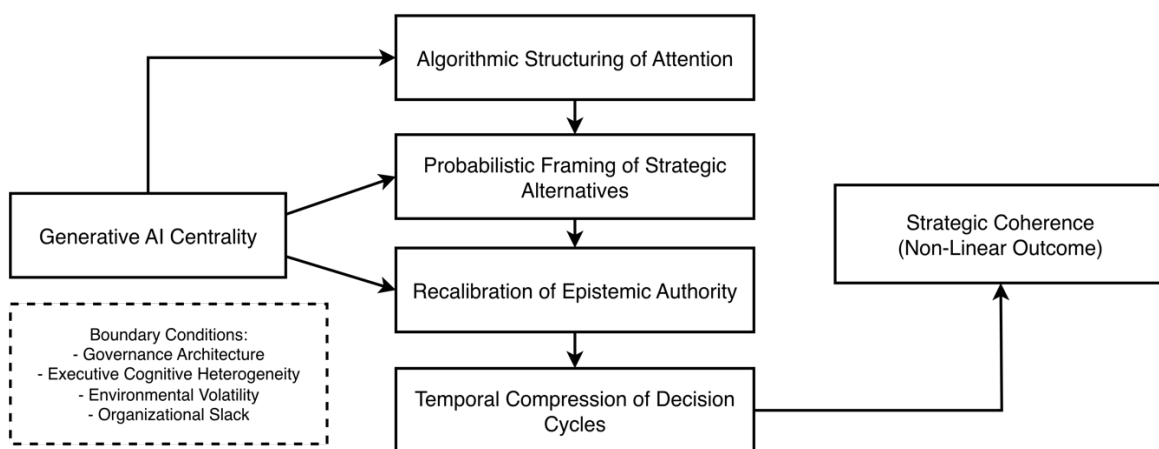 Algorithmic Structuring of Attention
Probabilistic Framing of Strategic
Alternatives
Generative AI Centrality
Strategic Coherence
(Non-Linear Outcome)
Recalibration of Epistemic Authority
Boundary Conditions:
- Governance Architecture
- Executive Cognitive Heterogeneity
- Environmental Volatility
- Organizational Slack
Temporal Compression of Decision
Cycles